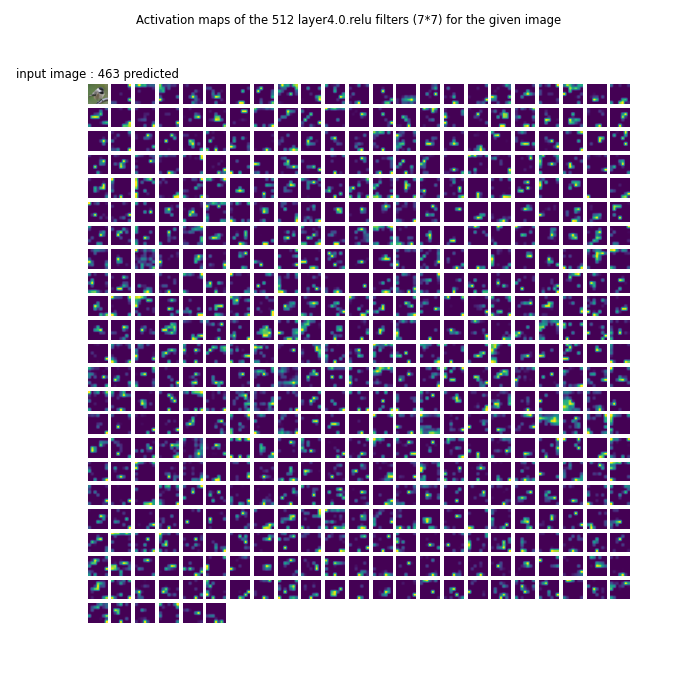 Activation maps of the 512 layer4.0.relu filters (7*7) for the given image
input image : 463 predicted